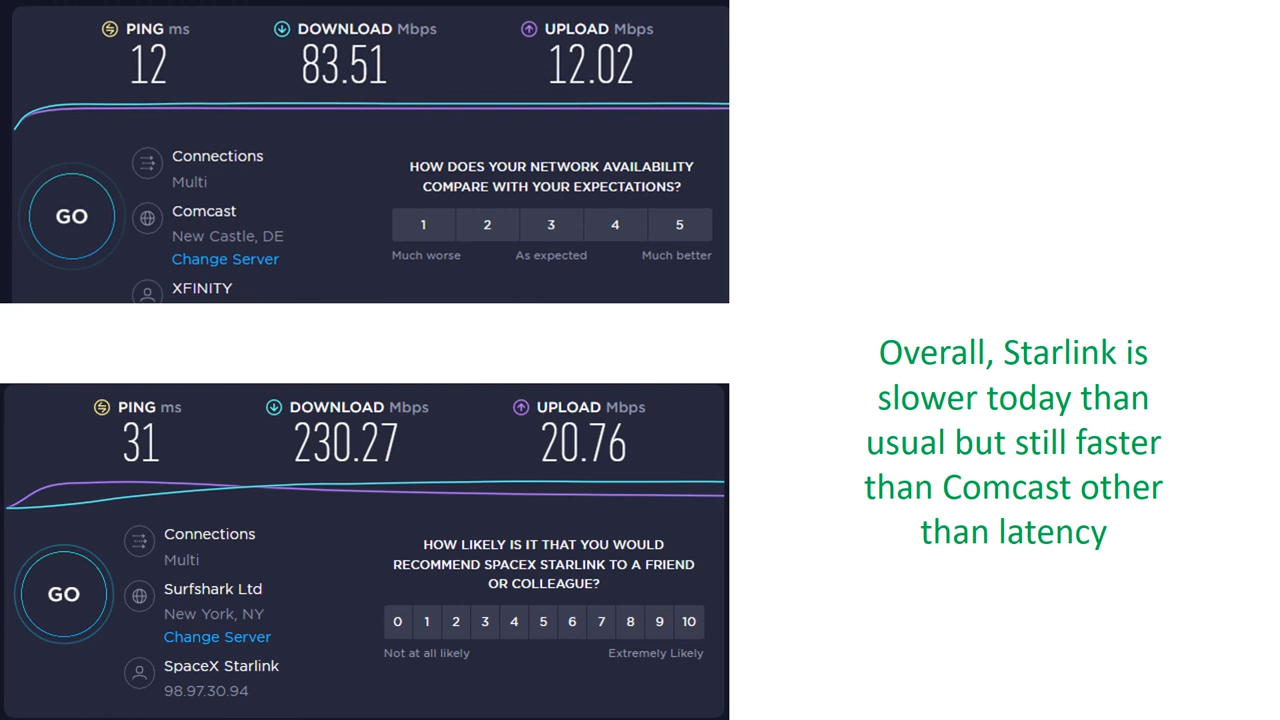 PING ms DOWNLOAD Mbps UPLOAD Mbps
12 83.51 12.02
Connections
Multi
GO
Comcast
New Castle, DE
Change Server
XFINITY
HOW DOES YOUR NETWORK AVAILABILITY
COMPARE WITH YOUR EXPECTATIONS?
1 2 3 4 5
Much worse As expected Much better
PING ms DOWNLOAD Mbps UPLOAD Mbps
31 230.27 20.76
Connections
Multi
GO
Surfshark Ltd
New York, NY
Change Server
SpaceX Starlink
98.97.30.94
HOW LIKELY IS IT THAT YOU WOULD
RECOMMEND SPACEX STARLINK TO A FRIEND
OR COLLEAGUE?
0 1 2 3 4 5 6 7 8 9 10
Not at all likely Extremely Likely
Overall, Starlink is
slower today than
usual but still faster
than Comcast other
than latency